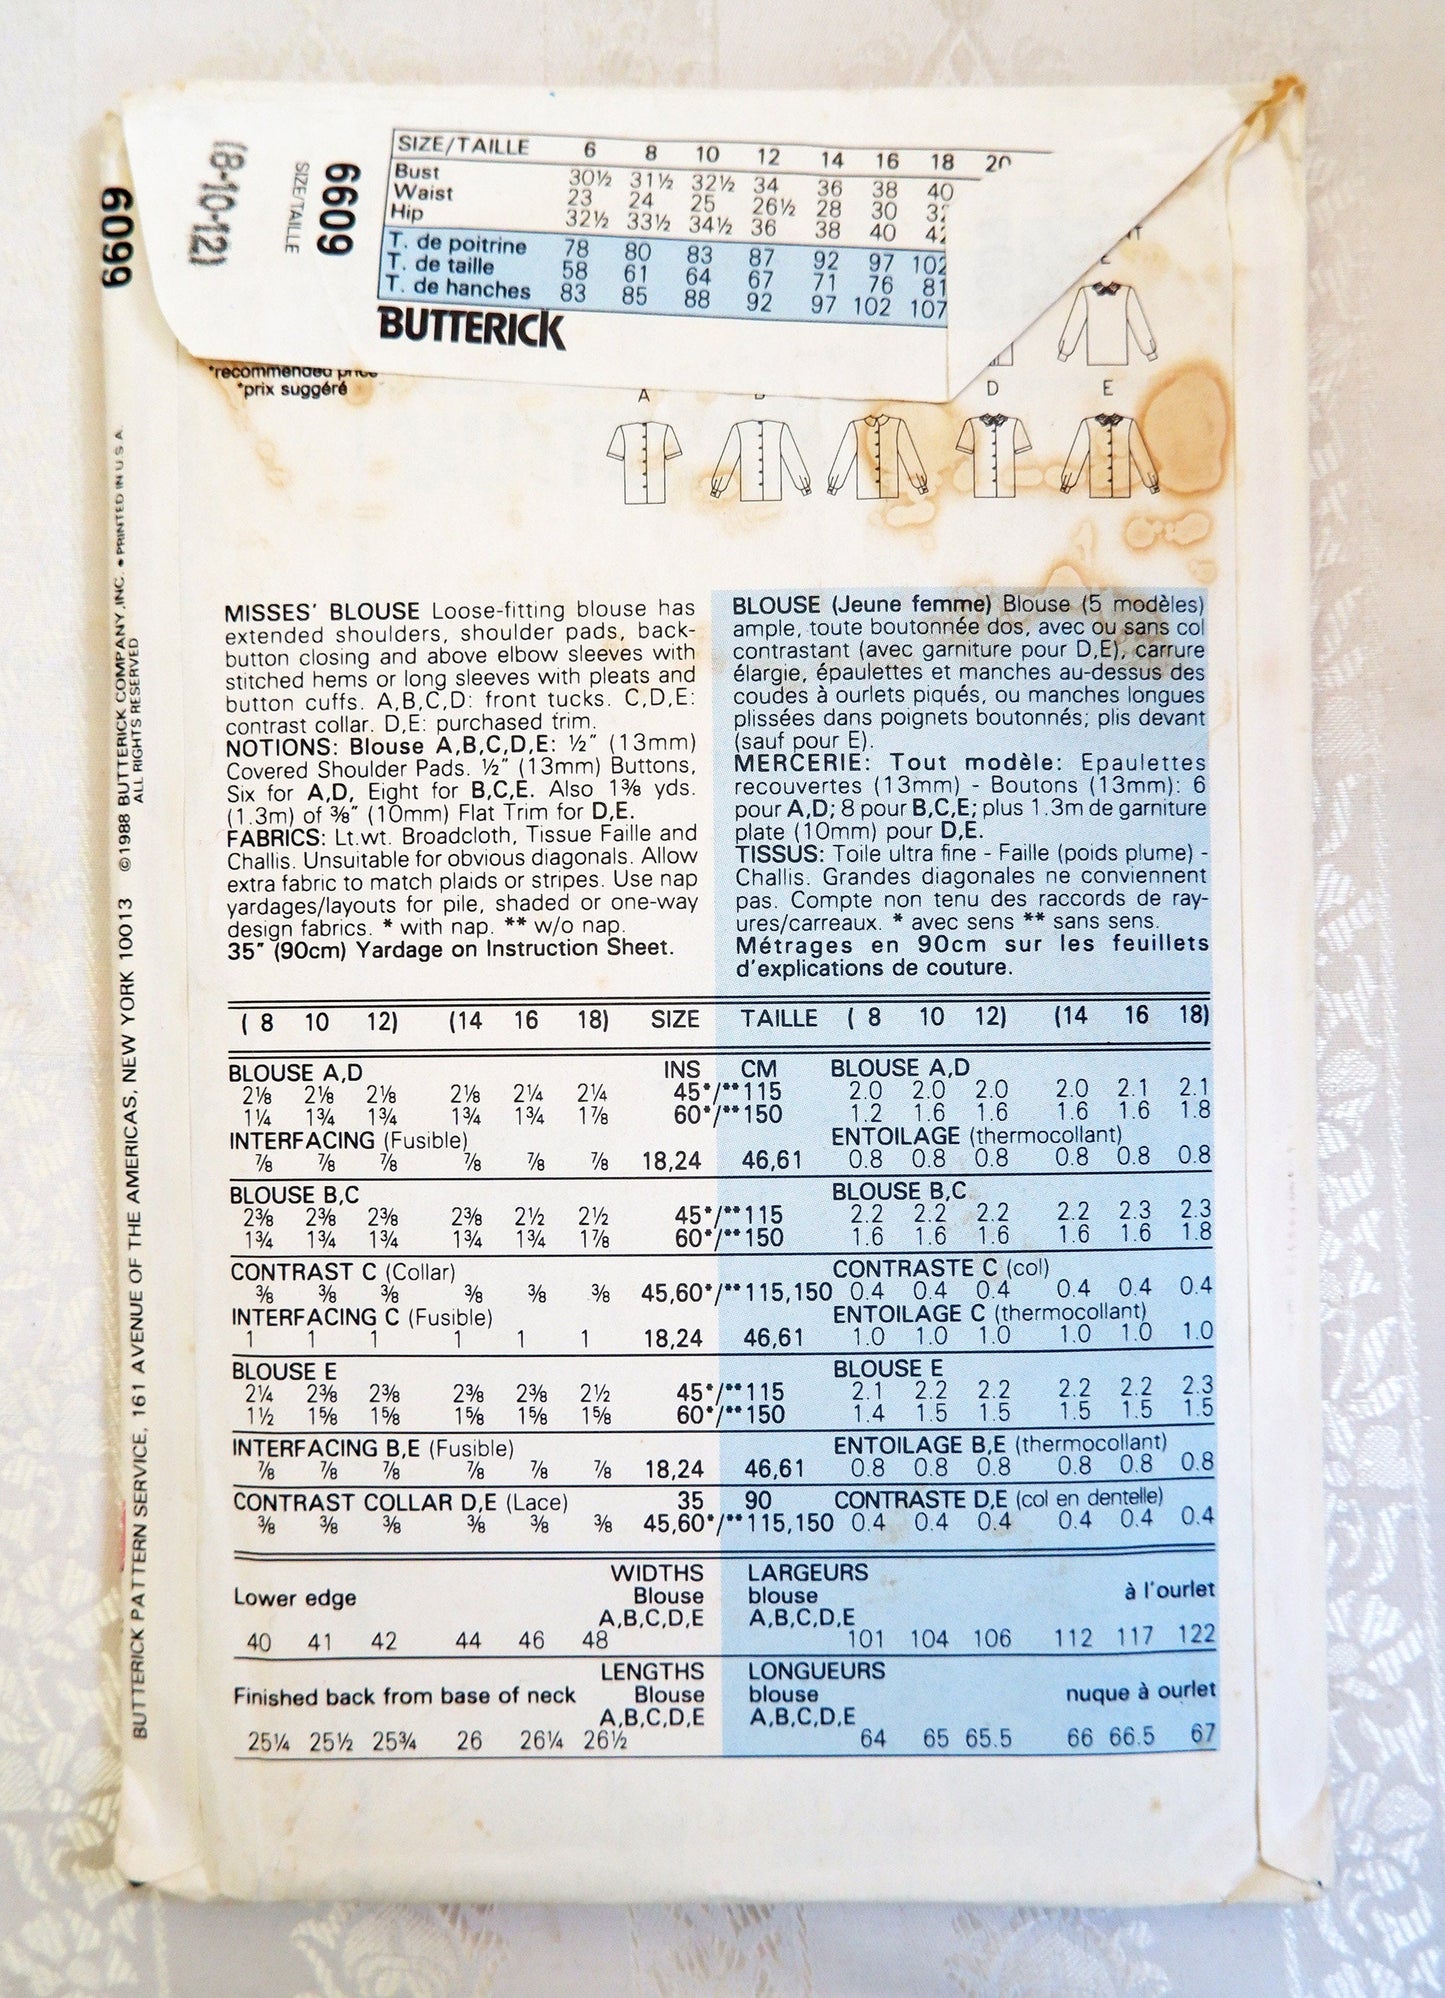 6609
(8-10-12)
SIZE/TAILLE
6609
SIZE/TAILLE 6 8 10 12 14 16 18
Bust 30½ 31½ 32½ 34 36 38 40
Waist 23 24 25 26½ 28 30
Hip 32½ 33½ 34½ 36 38 40
T. de poitrine 78 80 83 87 92 97 102
T. de taille 58 61 64 67 71 76 81
T. de hanches 83 85 88 92 97 102 107
BUTTERICK
*recommended price
*prix suggéré
D E
A
BUTTERICK PATTERN SERVICE, 161 AVENUE OF THE AMERICAS, NEW YORK 10013 ©1988 BUTTERICK COMPANY, INC. • PRINTED IN U.S.A.
ALL RIGHTS RESERVED
MISSES' BLOUSE Loose-fitting blouse has
extended shoulders, shoulder pads, back-
button closing and above elbow sleeves with
stitched hems or long sleeves with pleats and
button cuffs. A,B,C,D: front tucks. C,D,E:
contrast collar. D,E: purchased trim.
NOTIONS: Blouse A,B,C,D,E: ½" (13mm)
Covered Shoulder Pads. ½" (13mm) Buttons,
Six for A,D, Eight for B,C,E. Also 1⅜ yds.
(1.3m) of ⅜" (10mm) Flat Trim for D,E.
FABRICS: Lt.wt. Broadcloth, Tissue Faille and
Challis. Unsuitable for obvious diagonals. Allow
extra fabric to match plaids or stripes. Use nap
yardages/layouts for pile, shaded or one-way
design fabrics. * with nap. ** w/o nap.
35" (90cm) Yardage on Instruction Sheet.
BLOUSE (Jeune femme) Blouse (5 modèles)
ample, toute boutonnée dos, avec ou sans col
contrastant (avec garniture pour D,E), carrure
élargie, épaulettes et manches au-dessus des
coudes à ourlets piqués, ou manches longues
plissées dans poignets boutonnés; plis devant
(sauf pour E).
MERCERIE: Tout modèle: Epaulettes
recouvertes (13mm) - Boutons (13mm): 6
pour A,D; 8 pour B,C,E; plus 1.3m de garniture
plate (10mm) pour D,E.
TISSUS: Toile ultra fine - Faille (poids plume) -
Challis. Grandes diagonales ne conviennent
pas. Compte non tenu des raccords de ray-
ures/carreaux. * avec sens ** sans sens.
Métrages en 90cm sur les feuillets
d'explications de couture.
( 8 10 12) (14 16 18) SIZE TAILLE ( 8 10 12) (14 16 18)
BLOUSE A,D INS CM BLOUSE A,D
2⅛ 2⅛ 2⅛ 2⅛ 2¼ 2¼ 45*/**115 2.0 2.0 2.0 2.0 2.1 2.1
1¼ 1¾ 1¾ 1¾ 1¾ 1⅞ 60*/**150 1.2 1.6 1.6 1.6 1.6 1.8
INTERFACING (Fusible) ENTOILAGE (thermocollant)
⅞ ⅞ ⅞ ⅞ ⅞ ⅞ 18,24 46,61 0.8 0.8 0.8 0.8 0.8 0.8
BLOUSE B,C BLOUSE B,C
2⅜ 2⅜ 2⅜ 2⅜ 2½ 2½ 45*/**115 2.2 2.2 2.2 2.2 2.3 2.3
1¾ 1¾ 1¾ 1¾ 1¾ 1⅞ 60*/**150 1.6 1.6 1.6 1.6 1.6 1.8
CONTRAST C (Collar) CONTRASTE C (col)
⅜ ⅜ ⅜ ⅜ ⅜ ⅜ 45,60*/**115,150 0.4 0.4 0.4 0.4 0.4 0.4
INTERFACING C (Fusible) ENTOILAGE C (thermocollant)
1 1 1 1 1 1 18,24 46,61 1.0 1.0 1.0 1.0 1.0 1.0
BLOUSE E BLOUSE E
2¼ 2⅜ 2⅜ 2⅜ 2⅜ 2½ 45*/**115 2.1 2.2 2.2 2.2 2.2 2.3
1½ 1⅝ 1⅝ 1⅝ 1⅝ 1⅝ 60*/**150 1.4 1.5 1.5 1.5 1.5 1.5
INTERFACING B,E (Fusible) ENTOILAGE B,E (thermocollant)
⅞ ⅞ ⅞ ⅞ ⅞ ⅞ 18,24 46,61 0.8 0.8 0.8 0.8 0.8 0.8
CONTRAST COLLAR D,E (Lace) 35 90 CONTRASTE D,E (col en dentelle)
⅜ ⅜ ⅜ ⅜ ⅜ ⅜ 45,60*/**115,150 0.4 0.4 0.4 0.4 0.4 0.4
WIDTHS LARGEURS
Lower edge Blouse blouse à l'ourlet
A,B,C,D,E A,B,C,D,E
40 41 42 44 46 48 101 104 106 112 117 122
LENGTHS LONGUEURS
Finished back from base of neck Blouse blouse nuque à ourlet
A,B,C,D,E A,B,C,D,E
25¼ 25½ 25¾ 26 26¼ 26½ 64 65 65.5 66 66.5 67